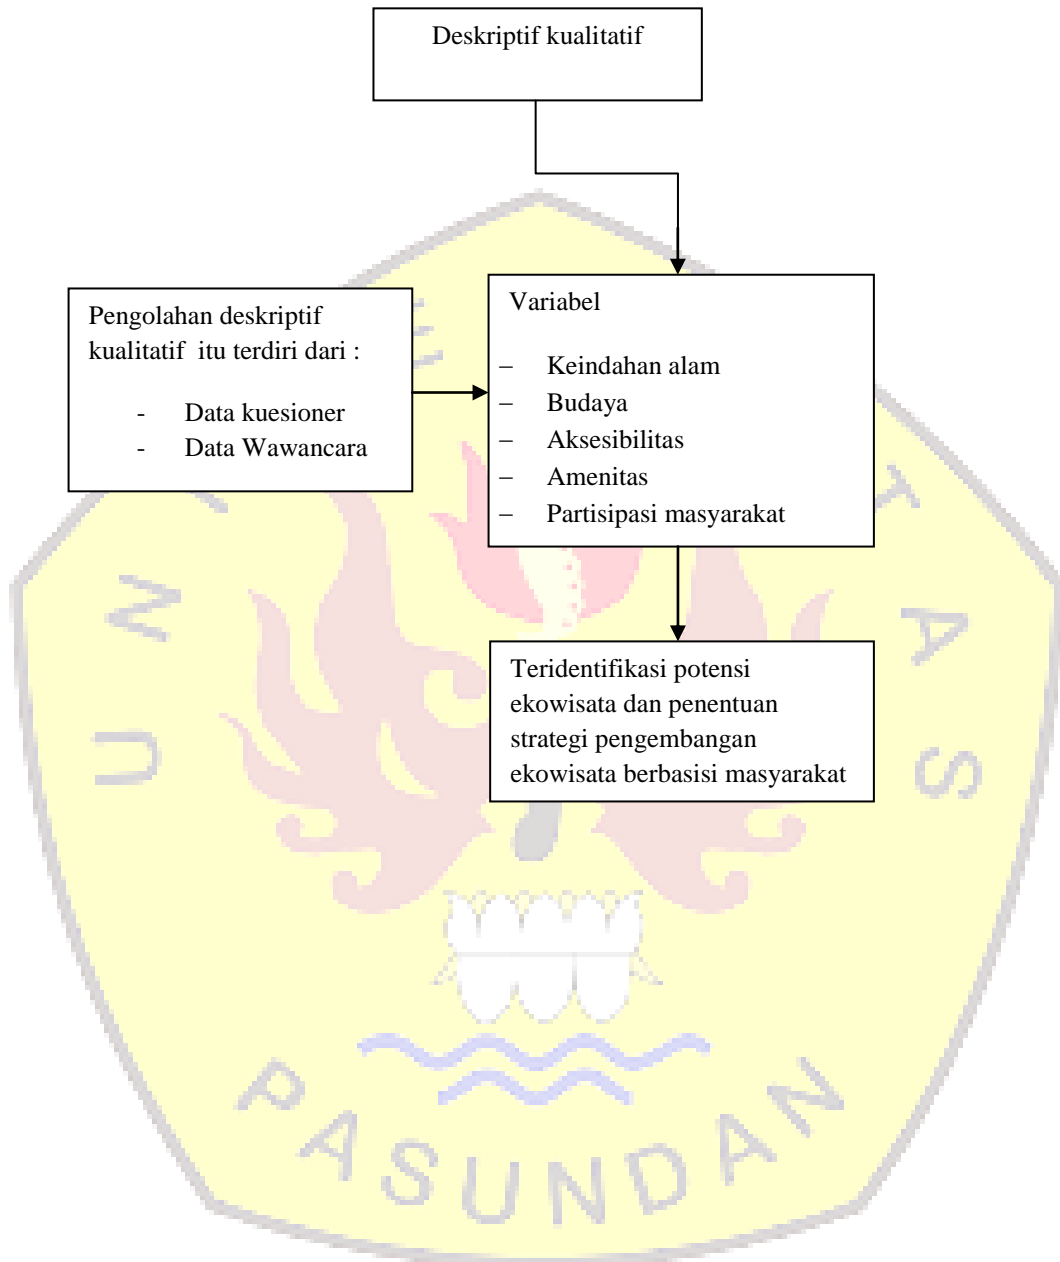 Deskriptif kualitatif
Pengolahan deskriptif
kualitatif itu terdiri dari :
- Data kuesioner
- Data Wawancara
Variabel
– Keindahan alam
– Budaya
– Aksesibilitas
– Amenitas
– Partisipasi masyarakat
Teridentifikasi potensi
ekowisata dan penentuan
strategi pengembangan
ekowisata berbasisi masyarakat
PASUNDAN